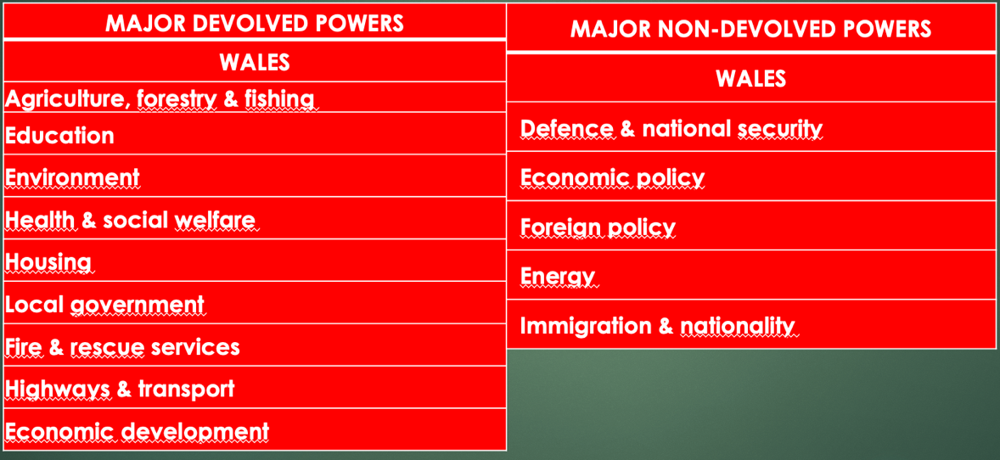 MAJOR DEVOLVED POWERS
WALES
Agriculture, forestry & fishing
Education
Environment
Health & social welfare
Housing
Local government
Fire & rescue services
Highways & transport
Economic development
MAJOR NON-DEVOLVED POWERS
WALES
Defence & national security
Economic policy
Foreign policy
Energy
Immigration & nationality